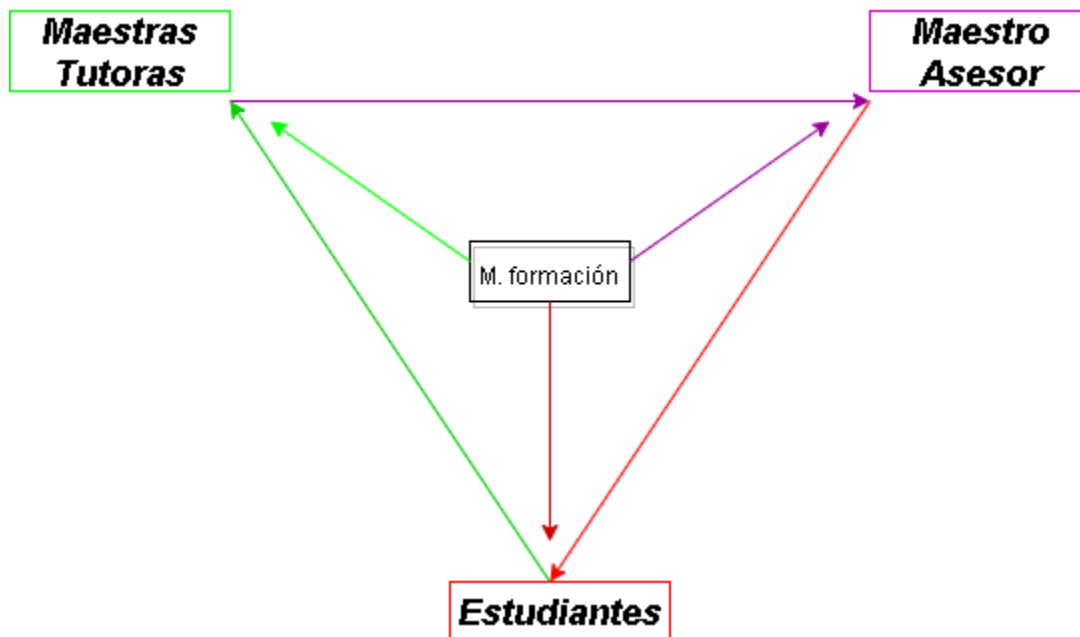 Maestras
Tutoras
Maestro
Asesor
M. formación
Estudiantes